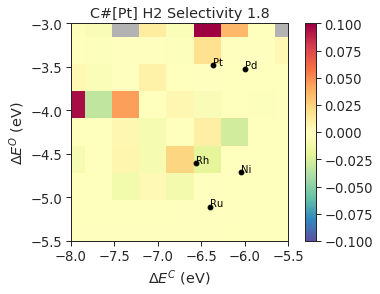 C#[Pt] H2 Selectivity 1.8
−3.0
−3.5
−4.0
−4.5
−5.0
−5.5
ΔE^O (eV)
Pt
Pd
Rh
Ni
Ru
−8.0 −7.5 −7.0 −6.5 −6.0 −5.5
ΔE^C (eV)
0.100
0.075
0.050
0.025
0.000
−0.025
−0.050
−0.075
−0.100